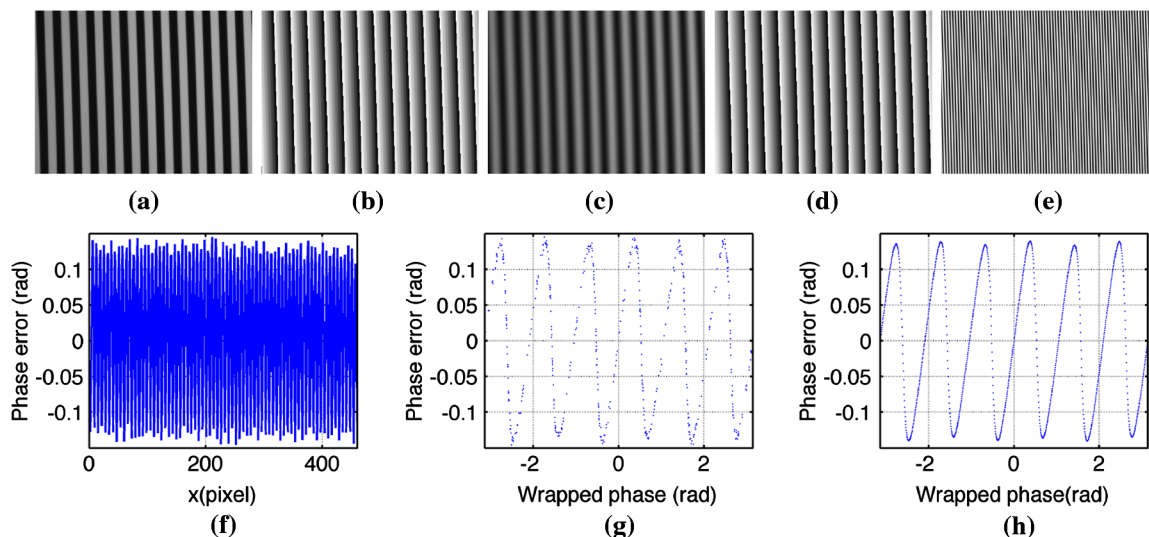 (a) (b) (c) (d) (e)
Phase error (rad)
0.1
0.05
0
-0.05
-0.1
0 200 400
x(pixel)
(f)
Phase error (rad)
0.1
0.05
0
-0.05
-0.1
-2 0 2
Wrapped phase (rad)
(g)
Phase error (rad)
0.1
0.05
0
-0.05
-0.1
-2 0 2
Wrapped phase(rad)
(h)